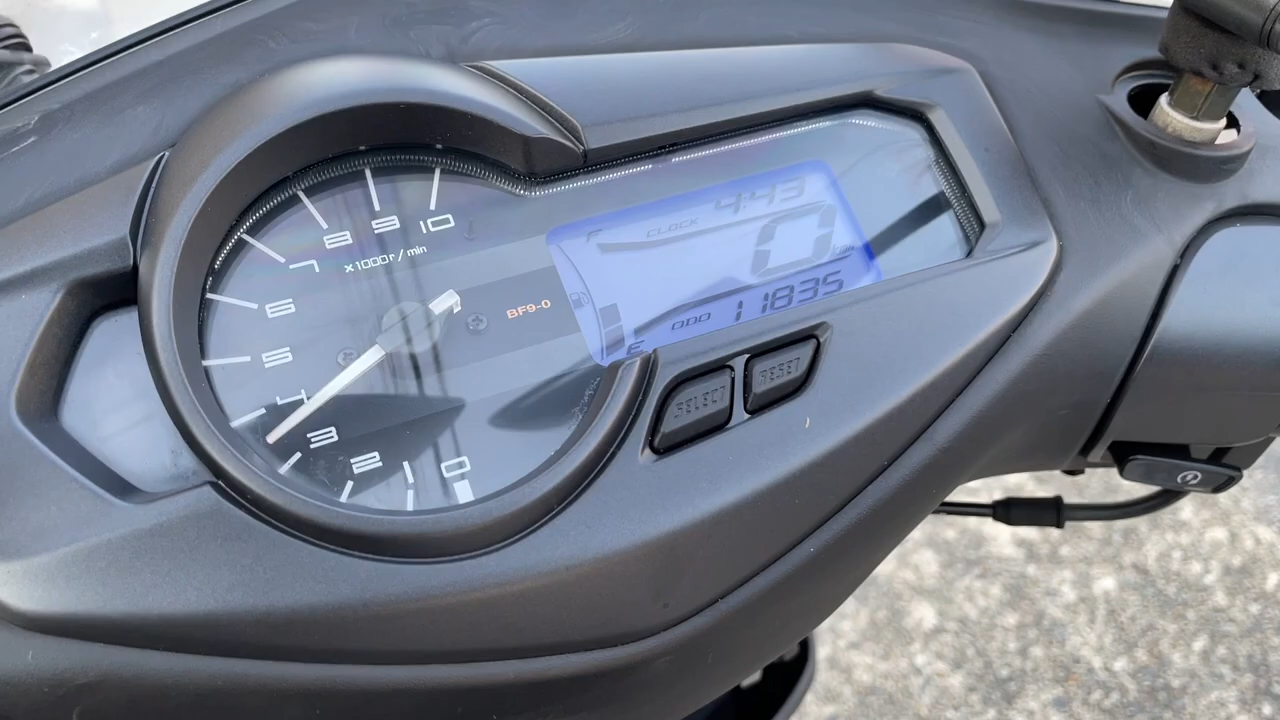 10
9
8
7
6
5
4
3
2
1
0
x1000r/min
BF9-0
F
CLOCK 4:43
0 km/h
E
ODO 11835
SELECT
RESET